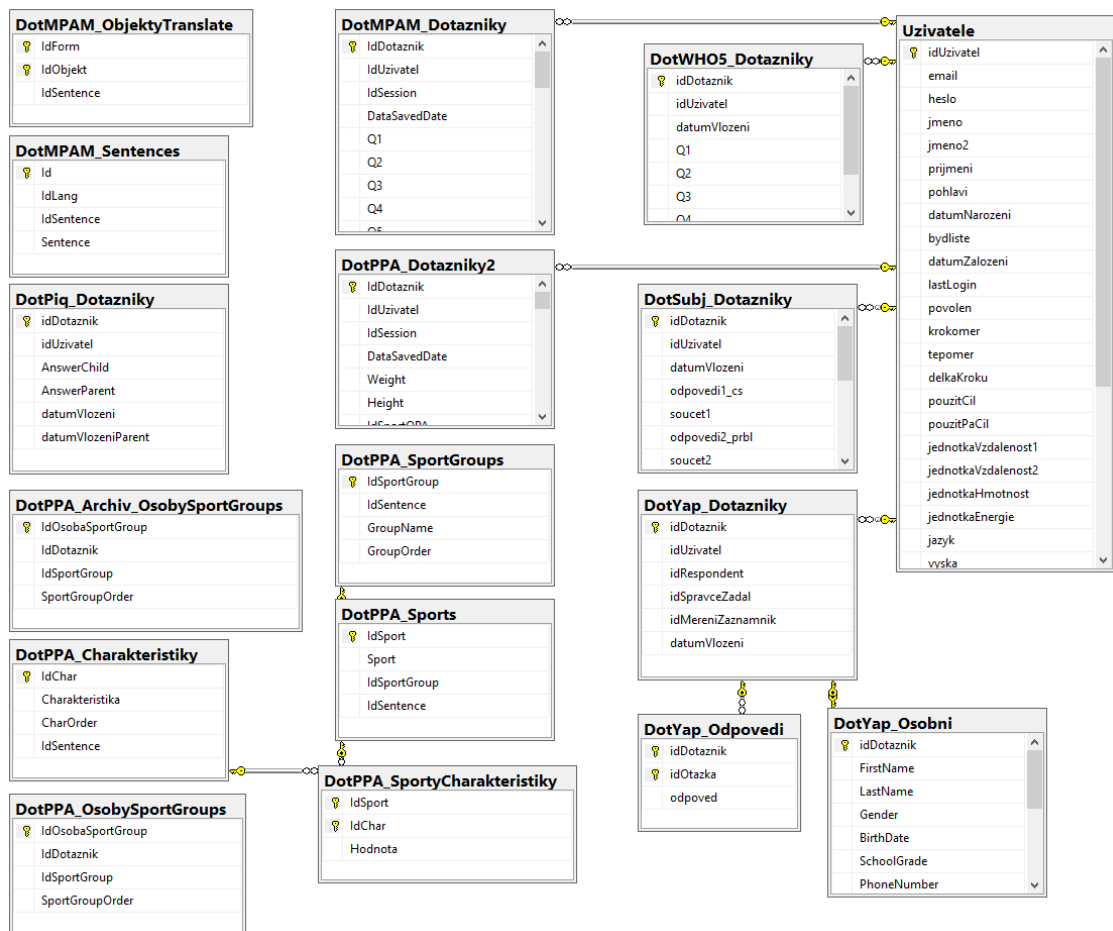 DotMPAM_ObjektyTranslate
IdForm
IdObjekt
IdSentence
DotMPAM_Sentences
Id
IdLang
IdSentence
Sentence
DotPiq_Dotazniky
idDotaznik
idUzivatel
AnswerChild
AnswerParent
datumVlozeni
datumVlozeniParent
DotPPA_Archiv_OsobySportGroups
IdOsobaSportGroup
IdDotaznik
IdSportGroup
SportGroupOrder
DotPPA_Charakteristiky
IdChar
Charakteristika
CharOrder
IdSentence
DotPPA_OsobySportGroups
IdOsobaSportGroup
IdDotaznik
IdSportGroup
SportGroupOrder
DotMPAM_Dotazniky
IdDotaznik
IdUzivatel
IdSession
DataSavedDate
Q1
Q2
Q3
Q4
Q5
DotPPA_Dotazniky2
IdDotaznik
IdUzivatel
IdSession
DataSavedDate
Weight
Height
IdSportOPA
DotPPA_SportGroups
IdSportGroup
IdSentence
GroupName
GroupOrder
DotPPA_Sports
IdSport
Sport
IdSportGroup
IdSentence
DotPPA_SportyCharakteristiky
IdSport
IdChar
Hodnota
DotWHO5_Dotazniky
idDotaznik
idUzivatel
datumVlozeni
Q1
Q2
Q3
Q4
DotSubj_Dotazniky
idDotaznik
idUzivatel
datumVlozeni
odpovedi1_cs
soucet1
odpovedi2_prbl
soucet2
DotYap_Dotazniky
idDotaznik
idUzivatel
idRespondent
idSpravceZadal
idMereniZaznamnik
datumVlozeni
DotYap_Odpovedi
idDotaznik
idOtazka
odpoved
DotYap_Osobni
idDotaznik
FirstName
LastName
Gender
BirthDate
SchoolGrade
PhoneNumber
Uzivatele
idUzivatel
email
heslo
jmeno
jmeno2
prijmeni
pohlavi
datumNarozeni
bydliste
datumZalozeni
lastLogin
povolen
krokomer
tepomer
delkaKroku
pouzitCil
pouzitPaCil
jednotkaVzdalenost1
jednotkaVzdalenost2
jednotkaHmotnost
jednotkaEnergie
jazyk
vyska